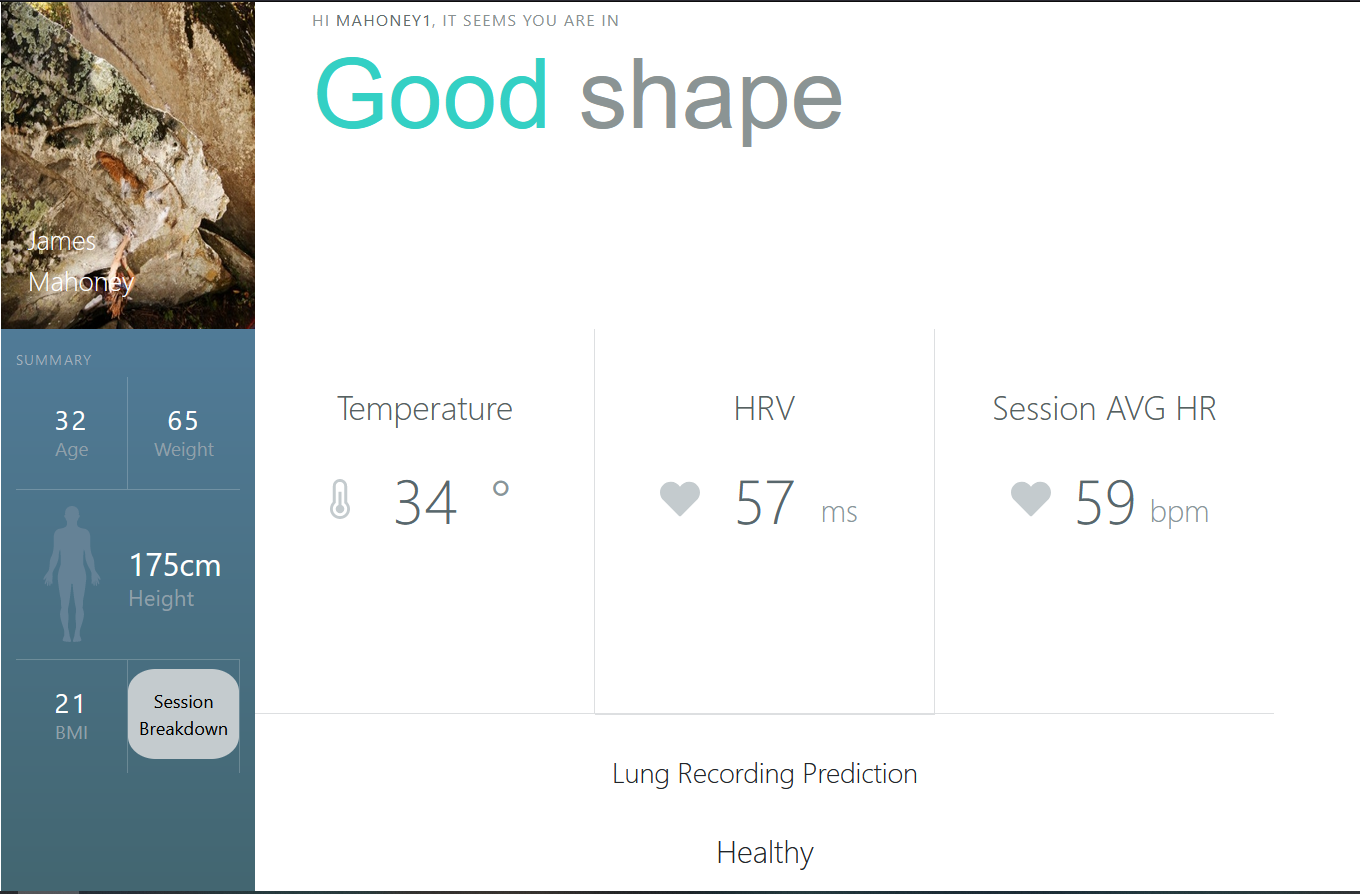 HI MAHONEY1, IT SEEMS YOU ARE IN
Good shape
James
Mahoney
SUMMARY
32
Age
65
Weight
175cm
Height
21
BMI
Session
Breakdown
Temperature
34 °
HRV
57 ms
Session AVG HR
59 bpm
Lung Recording Prediction
Healthy